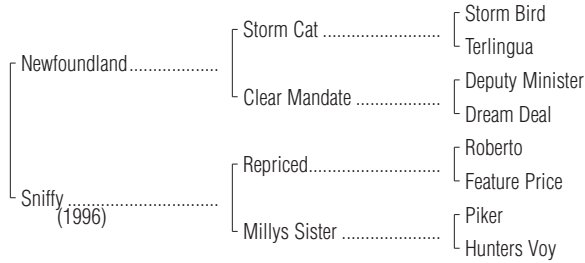 Storm Bird
Storm Cat ........................
Terlingua
Newfoundland..................
Deputy Minister
Clear Mandate .................
Dream Deal
Roberto
Repriced...........................
Feature Price
Sniffy ..............................
(1996)
Piker
Millys Sister ....................
Hunters Voy